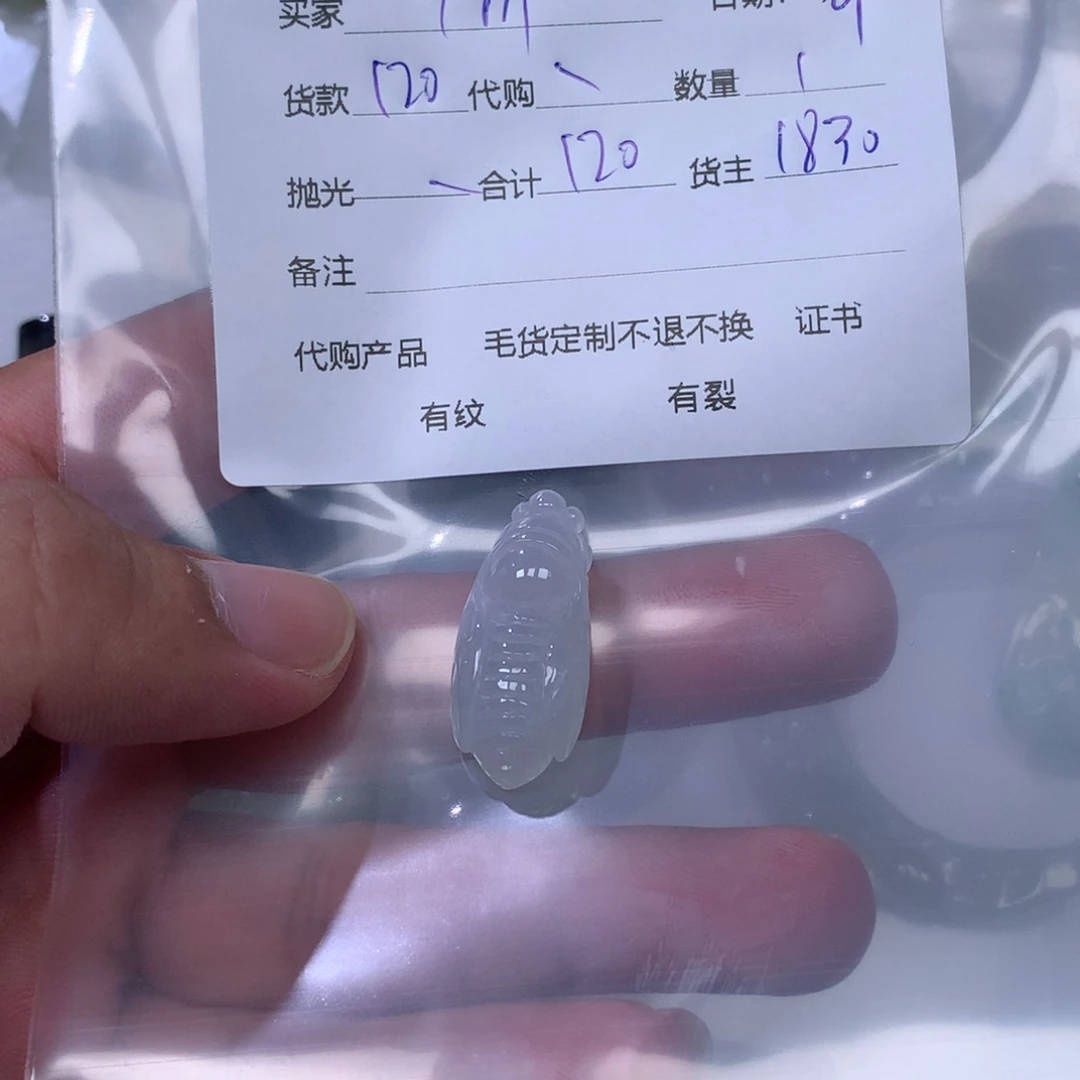 买家
货款 120 代购 数量 1
抛光 合计 120 货主 1830
备注
代购产品 毛货定制不退不换 证书
有纹 有裂